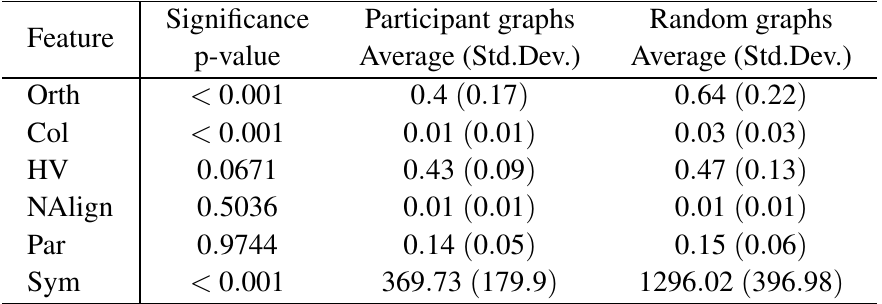 Feature Significance p-value Participant graphs Average (Std.Dev.) Random graphs Average (Std.Dev.)
Orth < 0.001 0.4 (0.17) 0.64 (0.22)
Col < 0.001 0.01 (0.01) 0.03 (0.03)
HV 0.0671 0.43 (0.09) 0.47 (0.13)
NAlign 0.5036 0.01 (0.01) 0.01 (0.01)
Par 0.9744 0.14 (0.05) 0.15 (0.06)
Sym < 0.001 369.73 (179.9) 1296.02 (396.98)